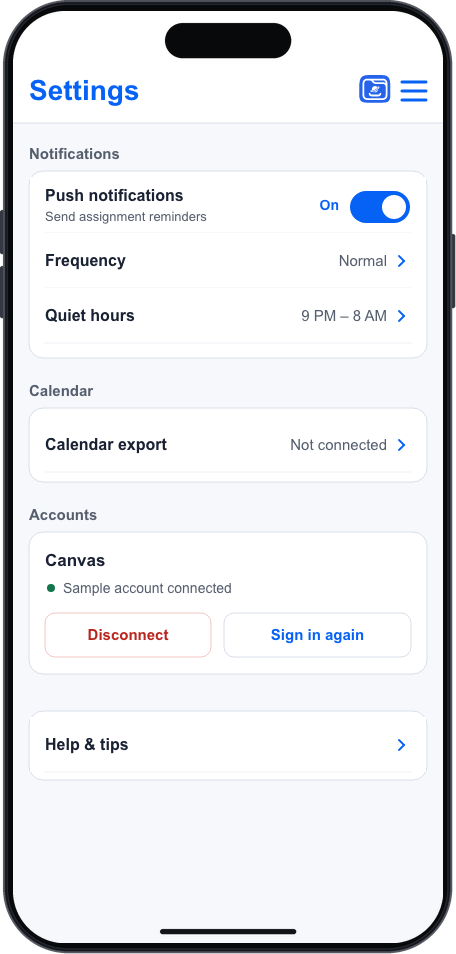 Settings
Notifications
Push notifications
Send assignment reminders
On
Frequency
Normal
Quiet hours
9 PM – 8 AM
Calendar
Calendar export
Not connected
Accounts
Canvas
Sample account connected
Disconnect
Sign in again
Help & tips